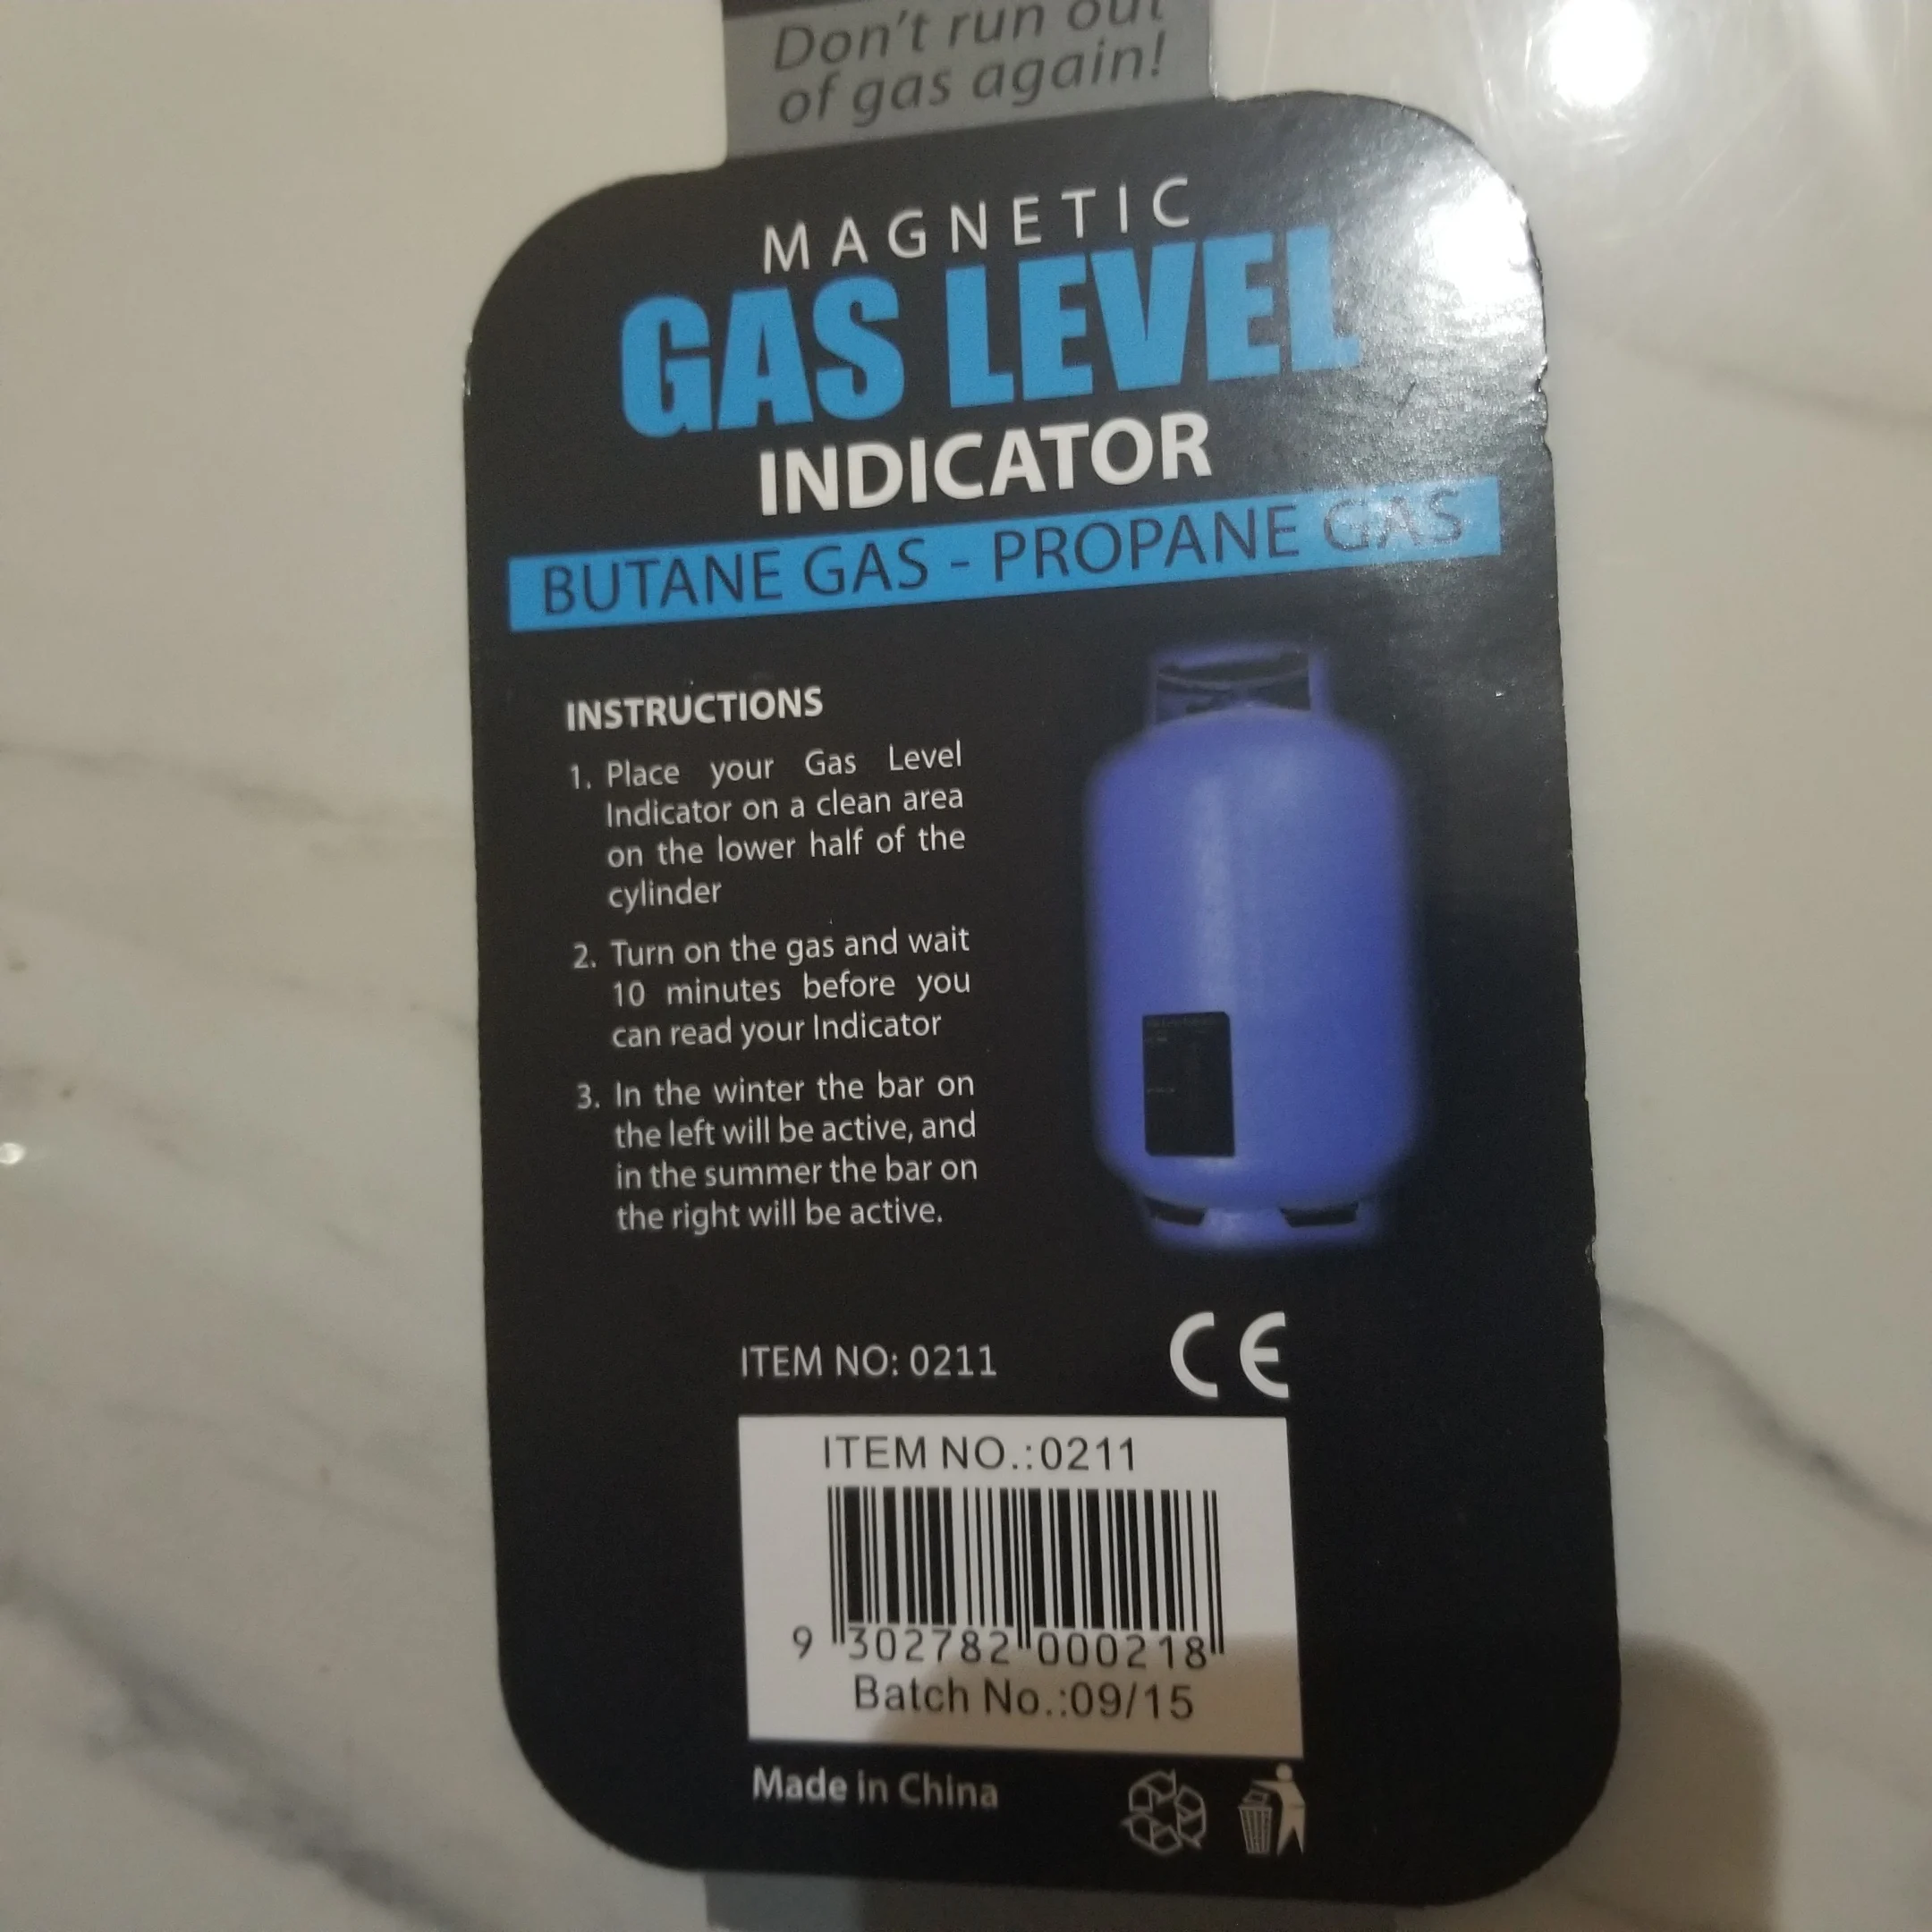 Don't run out
of gas again!
MAGNETIC
GAS LEVEL
INDICATOR
BUTANE GAS - PROPANE GAS
INSTRUCTIONS
1. Place your Gas Level
Indicator on a clean area
on the lower half of the
cylinder
2. Turn on the gas and wait
10 minutes before you
can read your Indicator
3. In the winter the bar on
the left will be active, and
in the summer the bar on
the right will be active.
ITEM NO: 0211
CE
ITEM NO.:0211
9 302782 000218
Batch No.:09/15
Made in China